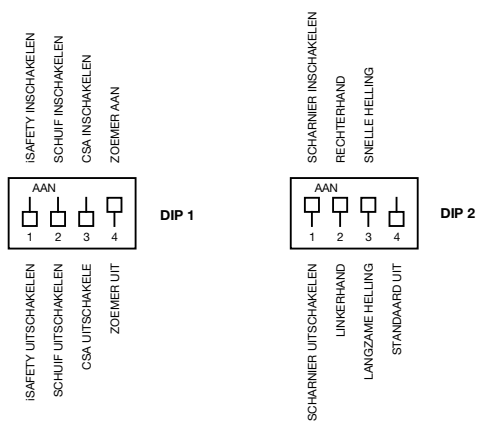 iSAFETY INSCHAKELEN
SCHUIF INSCHAKELEN
CSA INSCHAKELEN
ZOEMER AAN
AAN
1 2 3 4
DIP 1
iSAFETY UITSCHAKELEN
SCHUIF UITSCHAKELEN
CSA UITSCHAKELE
ZOEMER UIT
SCHARNIER INSCHAKELEN
RECHTERHAND
SNELLE HELLING
AAN
1 2 3 4
DIP 2
SCHARNIER UITSCHAKELEN
LINKERHAND
LANGZAME HELLING
STANDAARD UIT